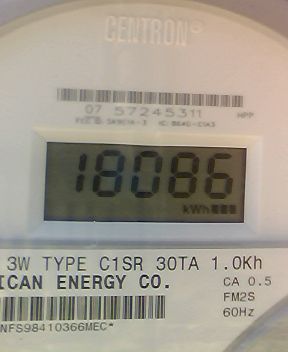 CENTRON®
07 57245311 HPP
18086
kWh
3W TYPE C1SR 30TA 1.0Kh
ICAN ENERGY CO. CA 0.5
FM2S
60Hz
NFS98410366MEC*